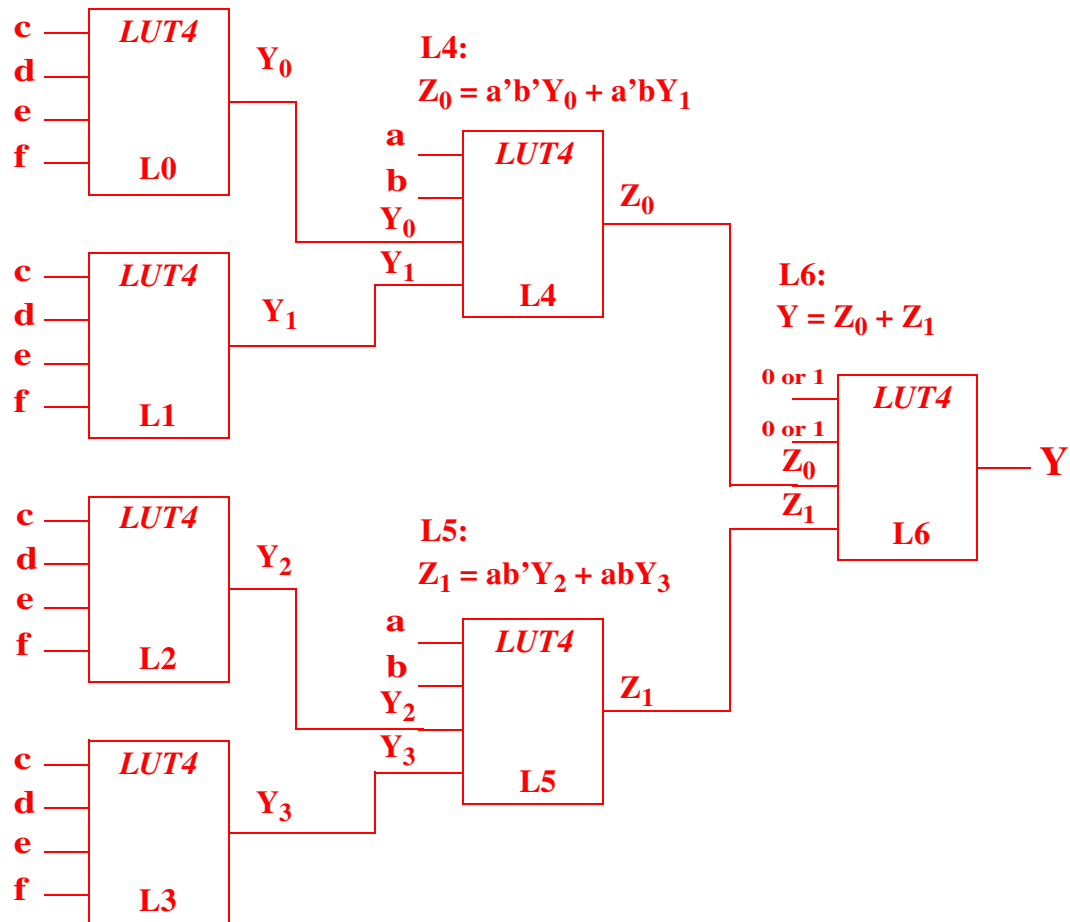 c
LUT4
d
e
f
L0
Y₀
c
LUT4
d
e
f
L1
Y₁
L4:
Z₀ = a’b’Y₀ + a’bY₁
a
b
Y₀
Y₁
LUT4
L4
Z₀
L6:
Y = Z₀ + Z₁
0 or 1
0 or 1
Z₀
Z₁
LUT4
L6
Y
c
LUT4
d
e
f
L2
Y₂
c
LUT4
d
e
f
L3
Y₃
L5:
Z₁ = ab’Y₂ + abY₃
a
b
Y₂
Y₃
LUT4
L5
Z₁